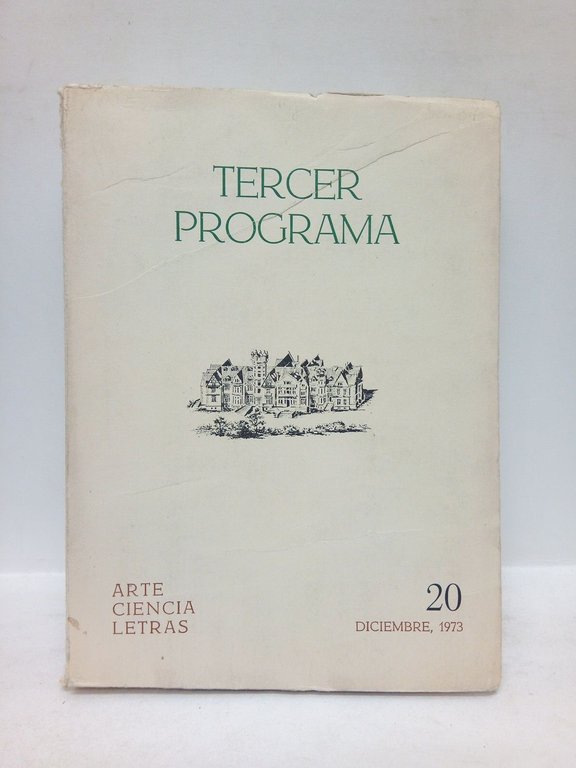 TERCER
PROGRAMA
ARTE
CIENCIA
LETRAS
20
DICIEMBRE, 1973